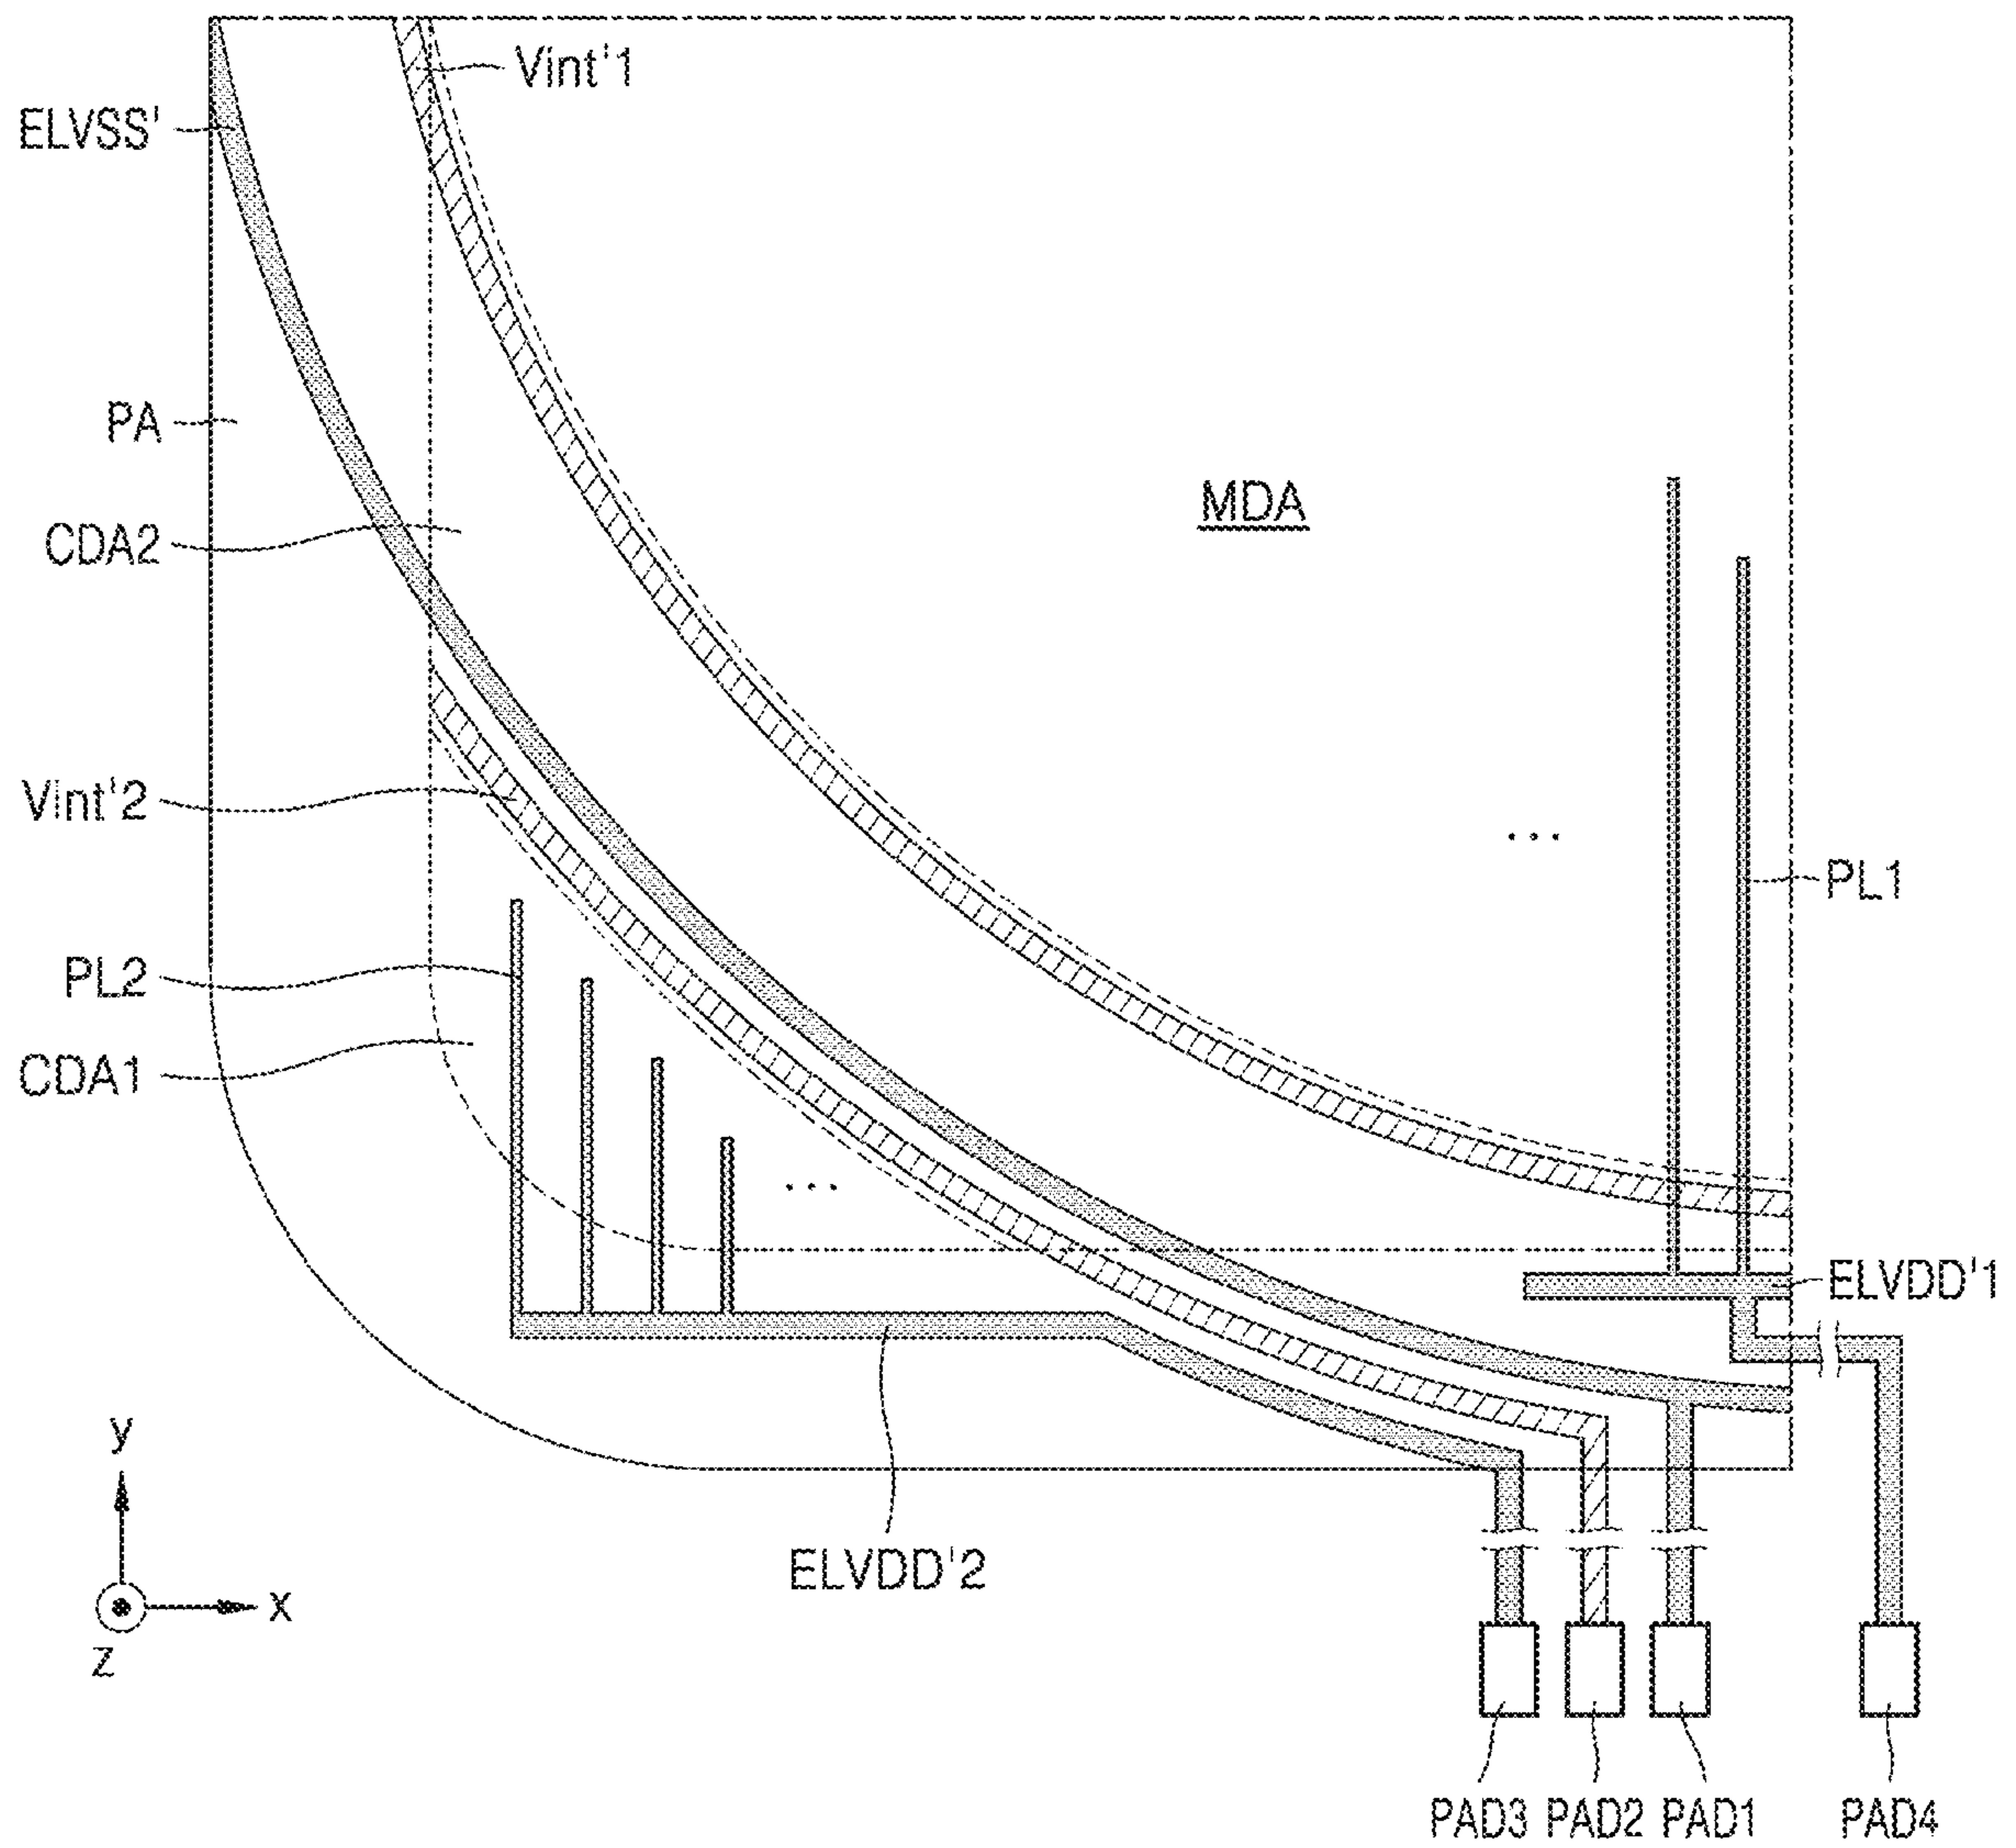 Vint'1
ELVSS'
PA
MDA
CDA2
Vint'2
...
PL1
PL2
CDA1
...
ELVDD'1
y
ELVDD'2
x
z
PAD3 PAD2 PAD1 PAD4